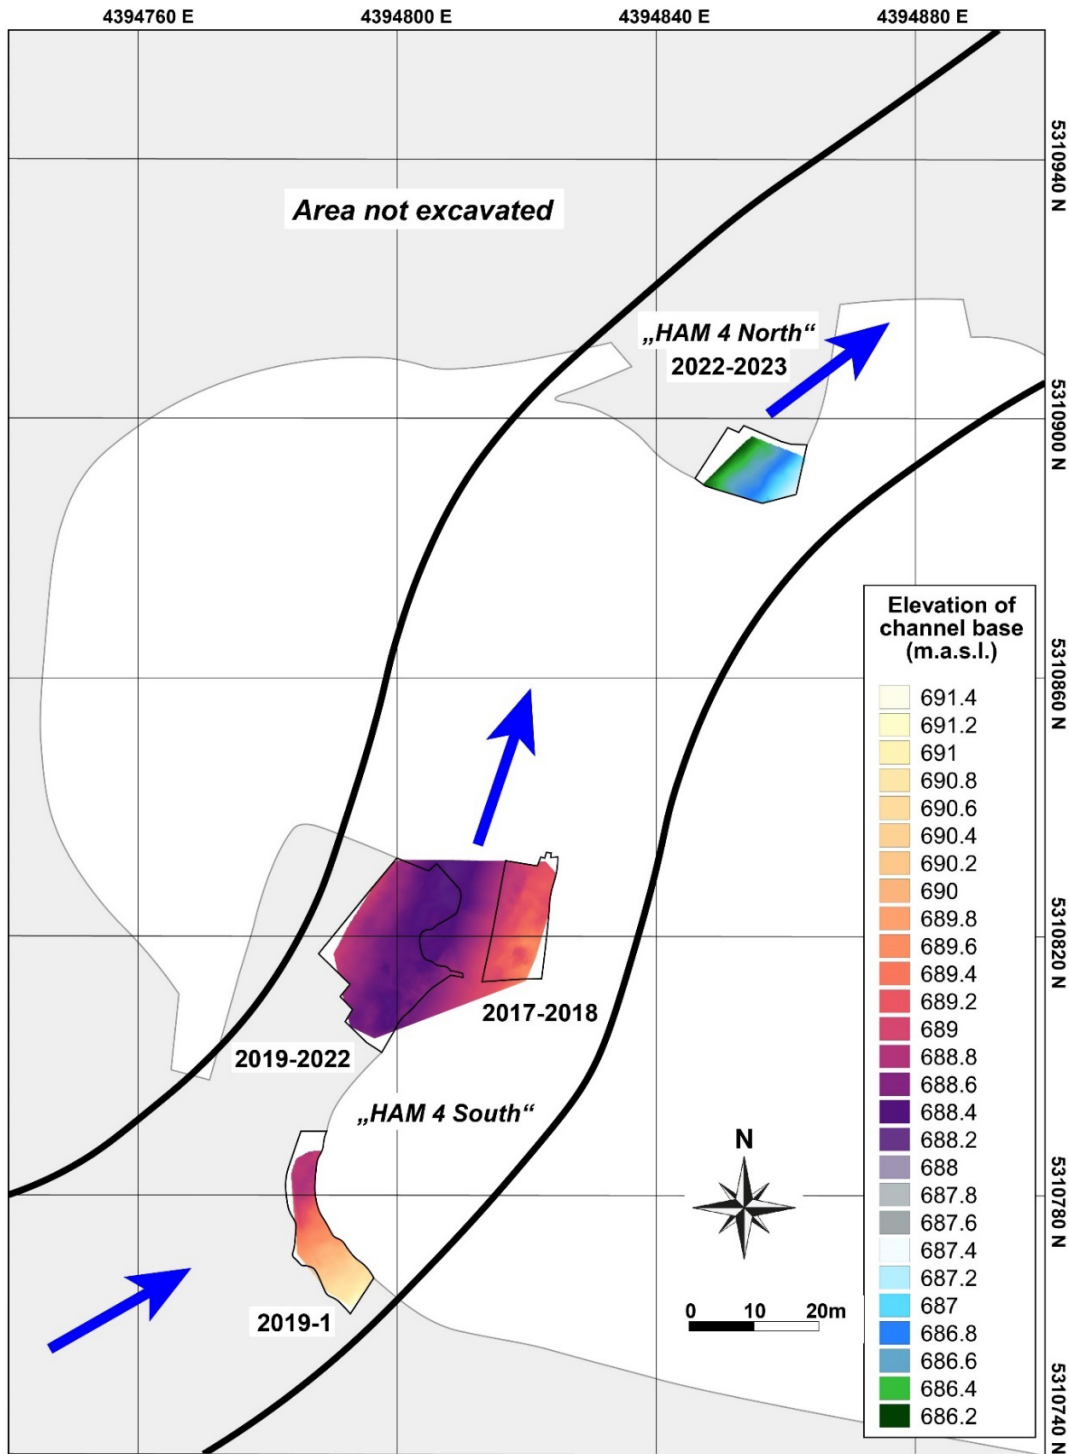 4394760 E
4394800 E
4394840 E
4394880 E
5310940 N
Area not excavated
„HAM 4 North“
2022-2023
5310900 N
Elevation of
channel base
(m.a.s.l.)
691.4
691.2
691
690.8
690.6
690.4
690.2
690
689.8
689.6
689.4
689.2
689
688.8
688.6
688.4
688.2
688
687.8
687.6
687.4
687.2
687
686.8
686.6
686.4
686.2
5310860 N
5310820 N
2017-2018
2019-2022
„HAM 4 South“
N
5310780 N
0 10 20m
2019-1
5310740 N